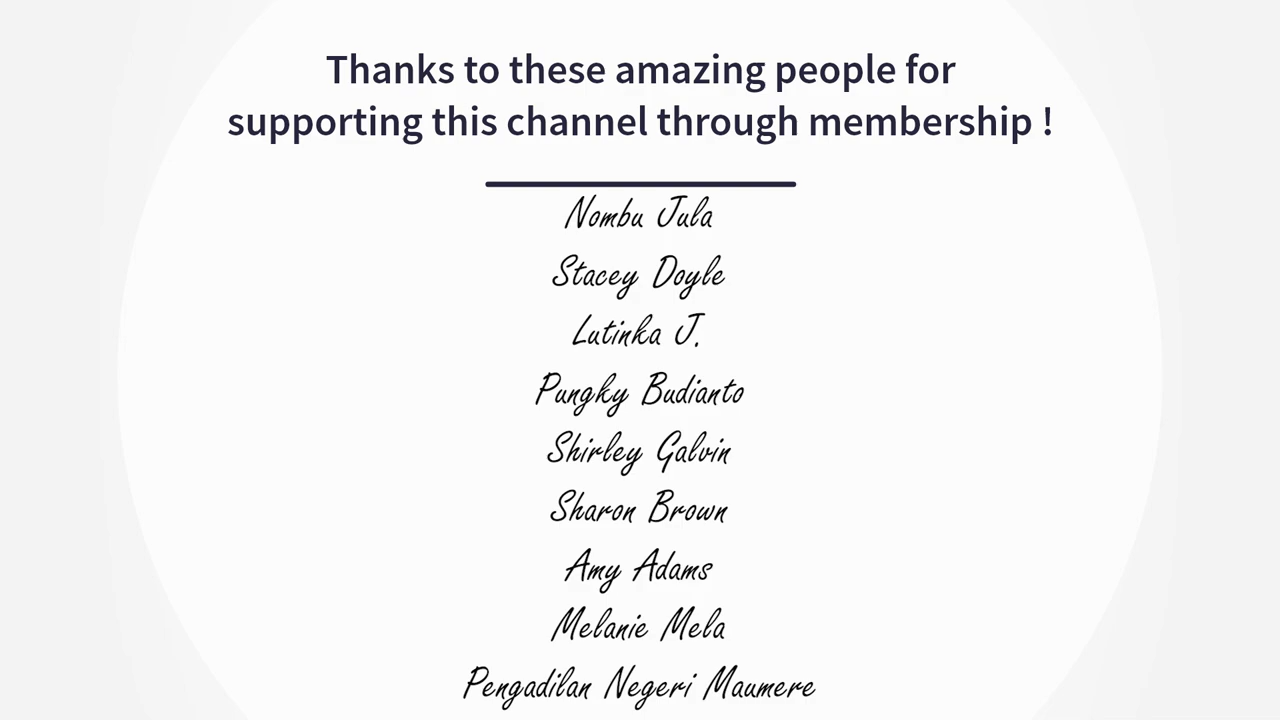 Thanks to these amazing people for
supporting this channel through membership !
Nombu Jula
Stacey Doyle
Lutinka J.
Pungky Budianto
Shirley Galvin
Sharon Brown
Amy Adams
Melanie Mela
Pengadilan Negeri Maumere